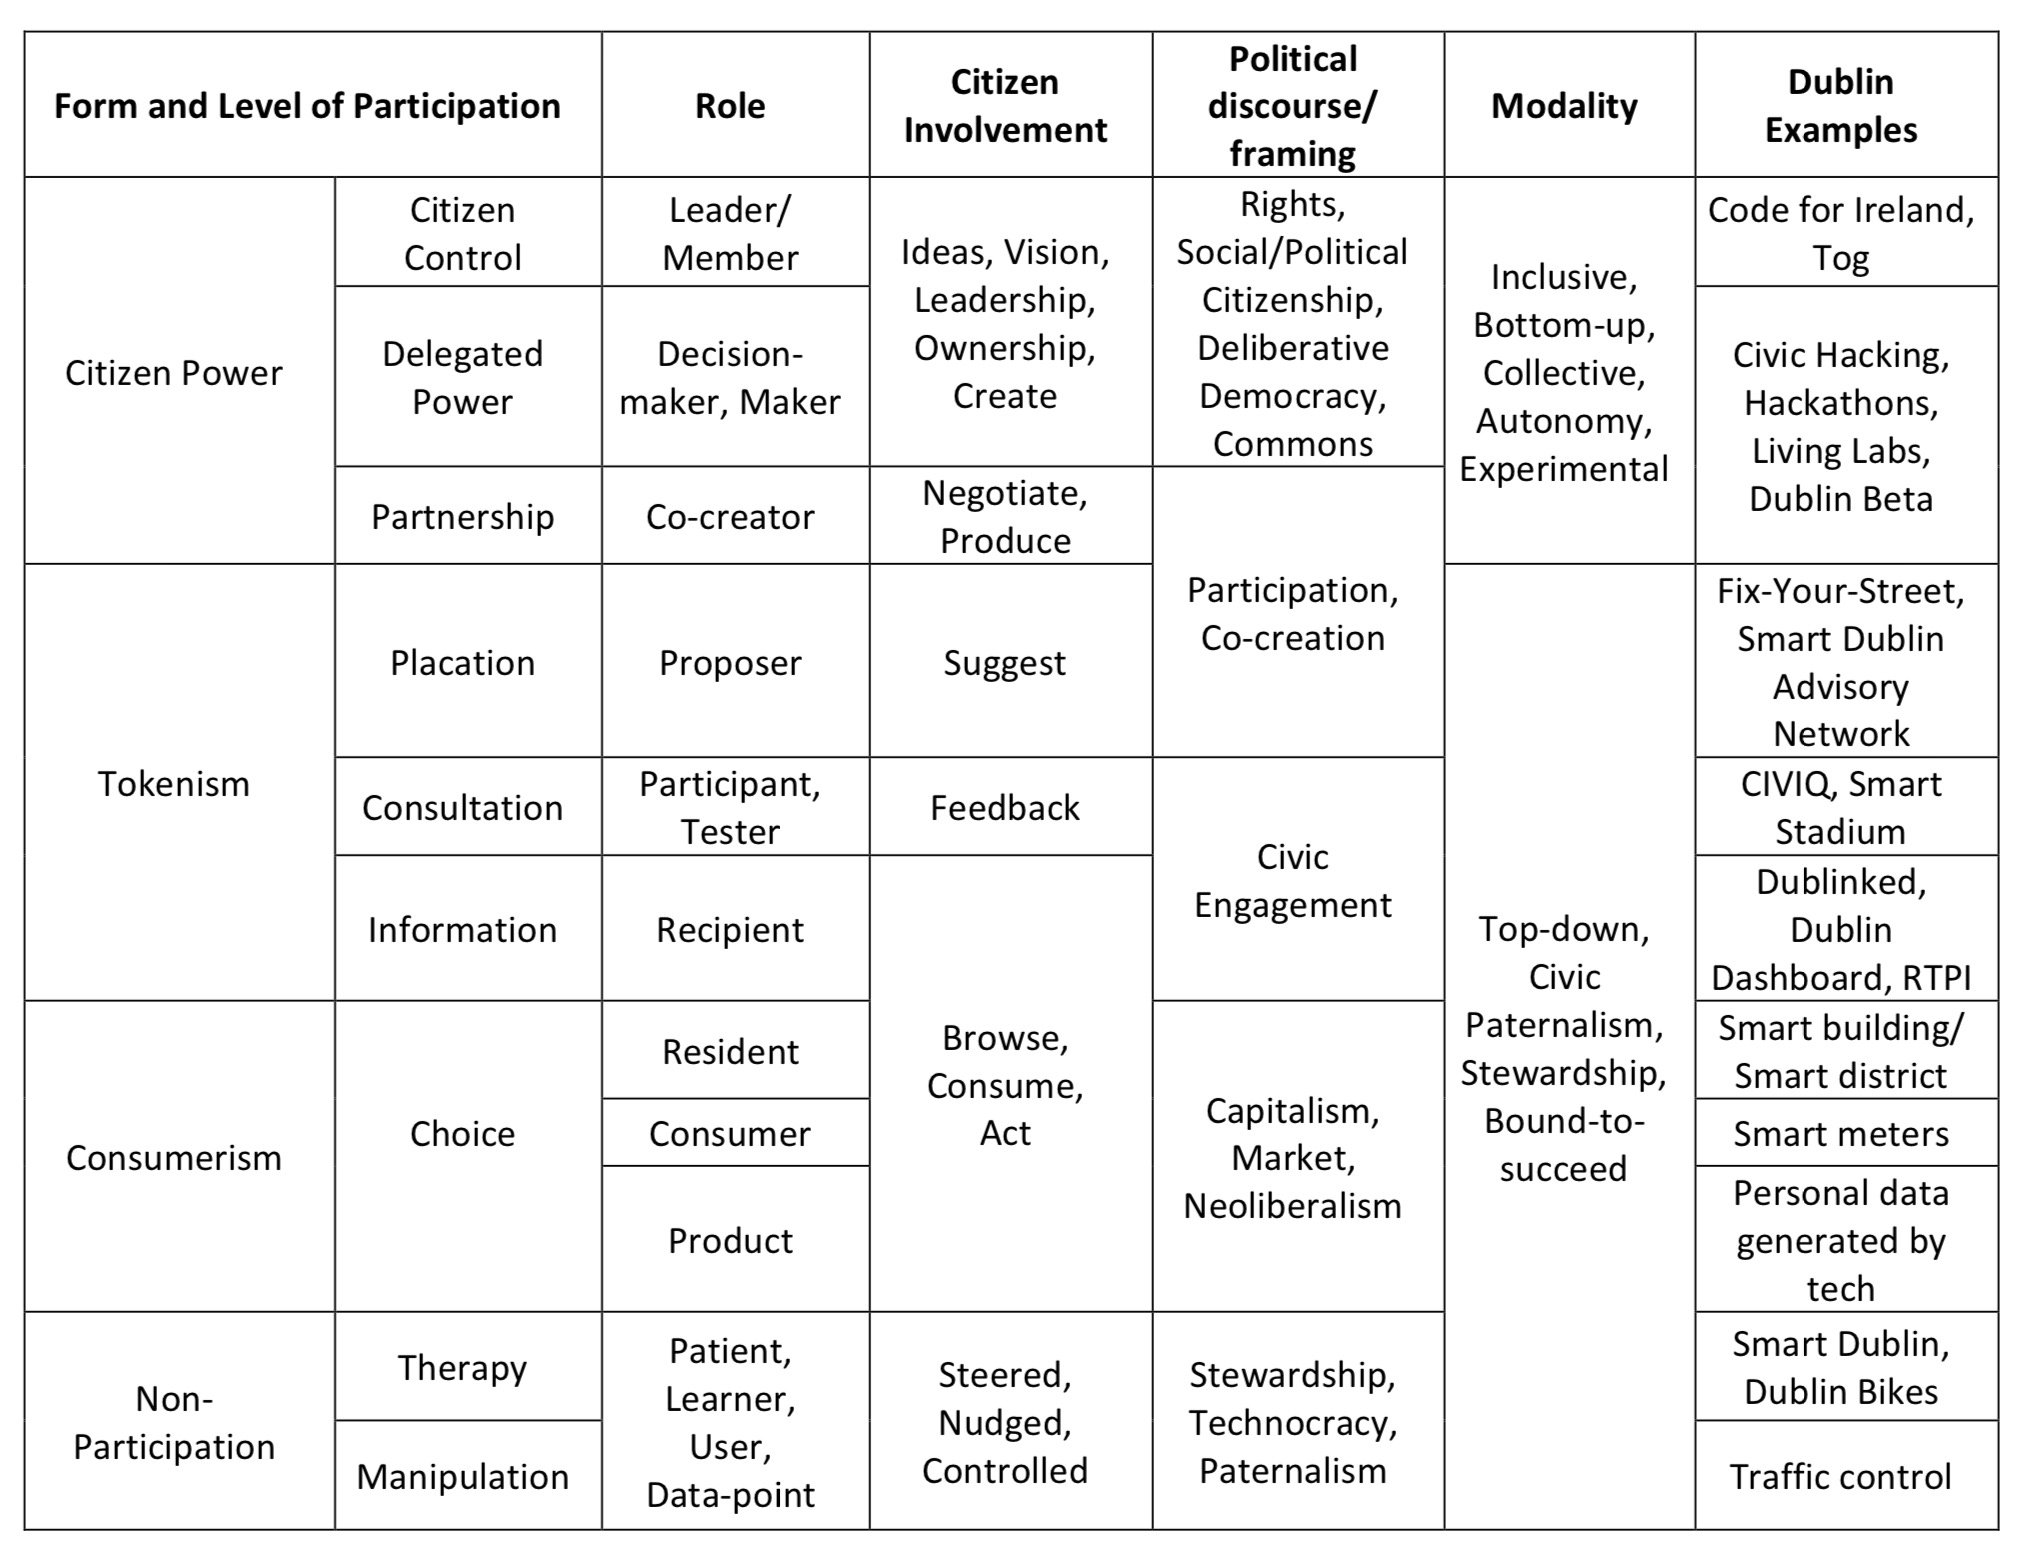 Form and Level of Participation
Role
Citizen
Involvement
Political
discourse/
framing
Modality
Dublin
Examples
Citizen Power
Citizen
Control
Leader/
Member
Ideas, Vision,
Leadership,
Ownership,
Create
Rights,
Social/Political
Citizenship,
Deliberative
Democracy,
Commons
Inclusive,
Bottom-up,
Collective,
Autonomy,
Experimental
Code for Ireland,
Tog
Delegated
Power
Decision-
maker, Maker
Civic Hacking,
Hackathons,
Living Labs,
Dublin Beta
Partnership
Co-creator
Negotiate,
Produce
Participation,
Co-creation
Tokenism
Placation
Proposer
Suggest
Top-down,
Civic
Paternalism,
Stewardship,
Bound-to-
succeed
Fix-Your-Street,
Smart Dublin
Advisory
Network
Consultation
Participant,
Tester
Feedback
Civic
Engagement
CIVIQ, Smart
Stadium
Information
Recipient
Browse,
Consume,
Act
Dublinked,
Dublin
Dashboard, RTPI
Consumerism
Choice
Resident
Capitalism,
Market,
Neoliberalism
Smart building/
Smart district
Consumer
Smart meters
Product
Personal data
generated by
tech
Non-
Participation
Therapy
Patient,
Learner,
User,
Data-point
Steered,
Nudged,
Controlled
Stewardship,
Technocracy,
Paternalism
Smart Dublin,
Dublin Bikes
Manipulation
Traffic control